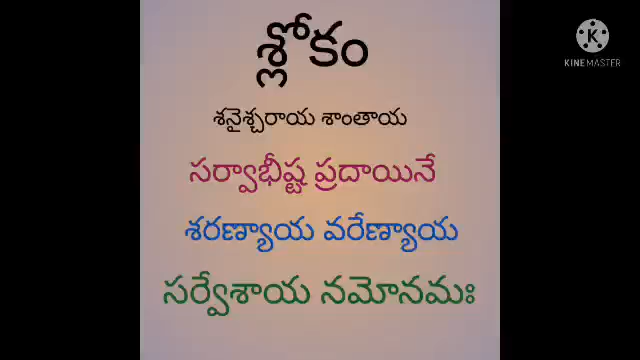 శ్లోకం
శనైశ్చరాయ శాంతాయ
సర్వాభీష్ట ప్రదాయినే
శరణ్యాయ వరేణ్యాయ
సర్వేశాయ నమోనమః
K
KINEMASTER